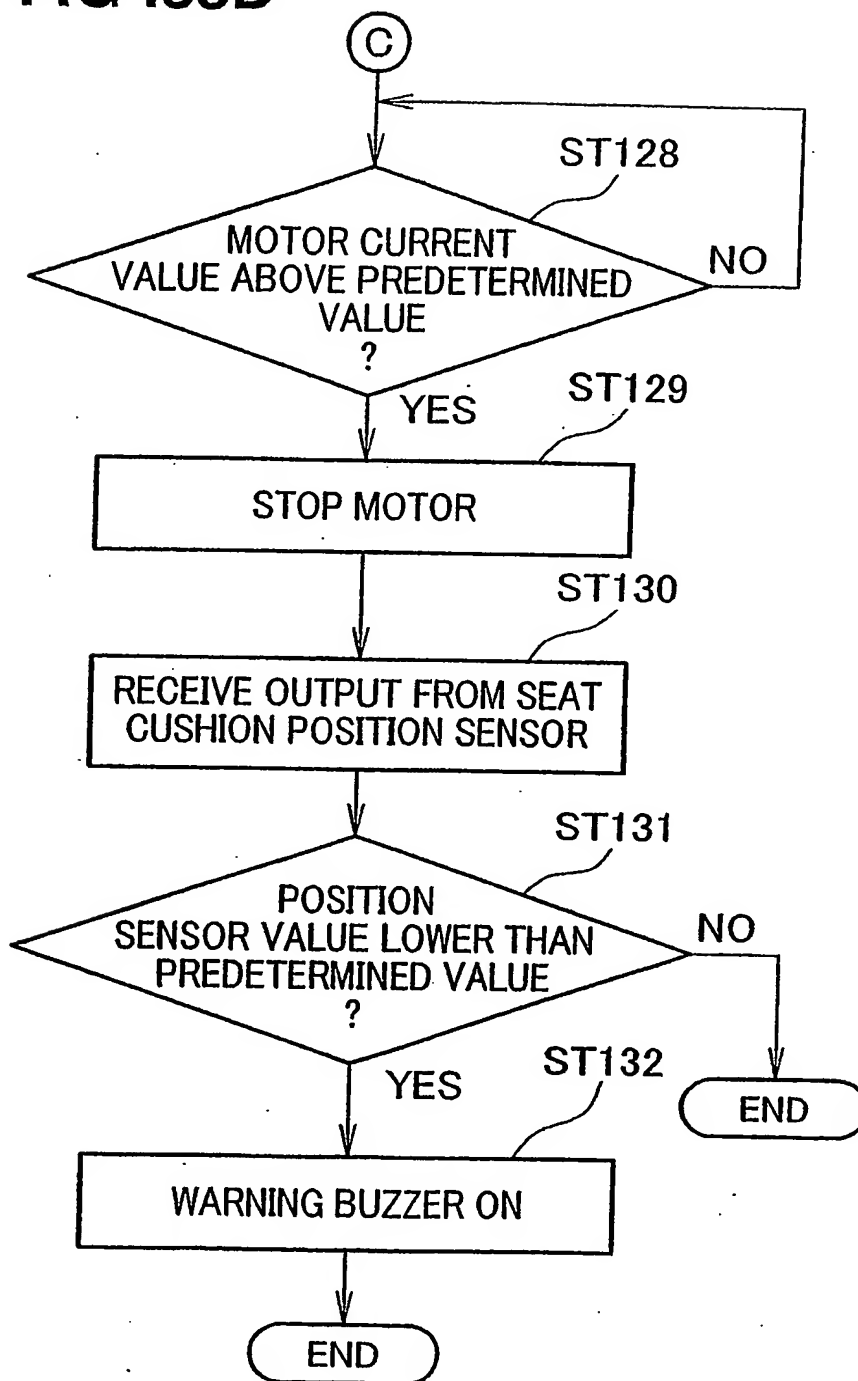 C
ST128
MOTOR CURRENT
VALUE ABOVE PREDETERMINED
VALUE
?
NO
YES
ST129
STOP MOTOR
ST130
RECEIVE OUTPUT FROM SEAT
CUSHION POSITION SENSOR
ST131
POSITION
SENSOR VALUE LOWER THAN
PREDETERMINED VALUE
?
NO
YES
ST132
END
WARNING BUZZER ON
END